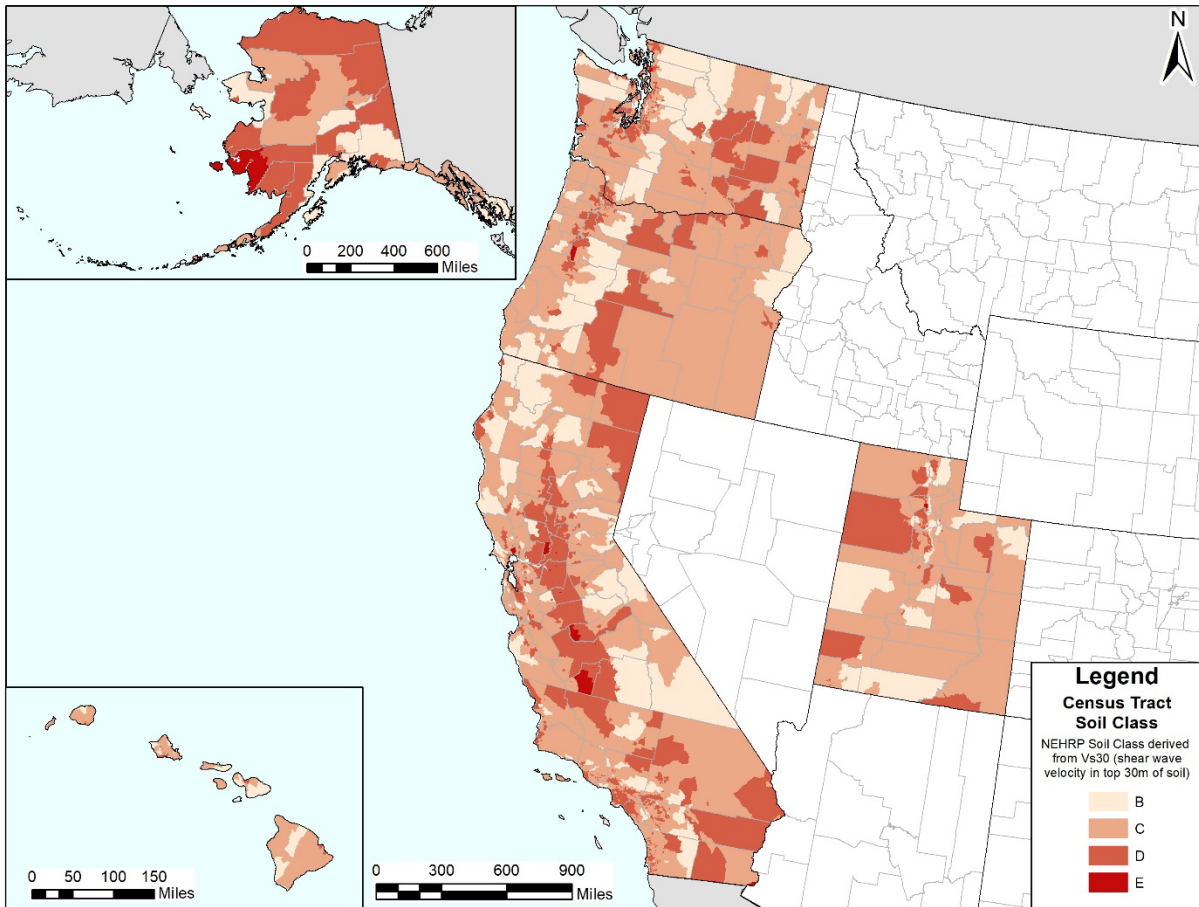 N
0 200 400 600
Miles
0 50 100 150
Miles
0 300 600 900
Miles
Legend
Census Tract
Soil Class
NEHRP Soil Class derived
from Vs30 (shear wave
velocity in top 30m of soil)
B
C
D
E